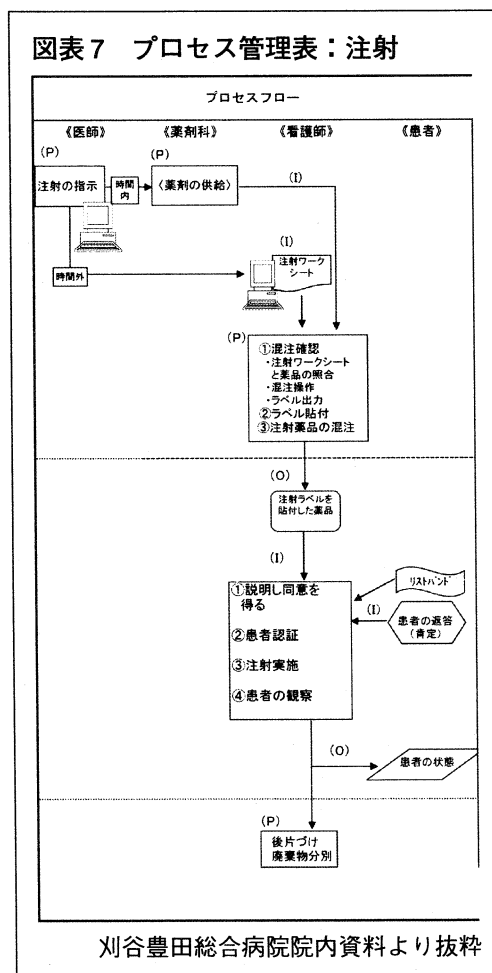 図表7 プロセス管理表：注射
プロセスフロー
《医師》 《薬剤科》 《看護師》 《患者》
(P) (P)
注射の指示
時間内
〈薬剤の供給〉
(I)
(I)
時間外
注射ワーク
シート
(P)
①混注確認
・注射ワークシート
と薬品の照合
・混注操作
・ラベル出力
②ラベル貼付
③注射薬品の混注
(O)
注射ラベルを
貼付した薬品
(I)
リストバンド
①説明し同意を
得る
②患者認証
③注射実施
④患者の観察
(I)
患者の返答
(肯定)
(O)
患者の状態
(P)
後片づけ
廃棄物分別
刈谷豊田総合病院院内資料より抜粋